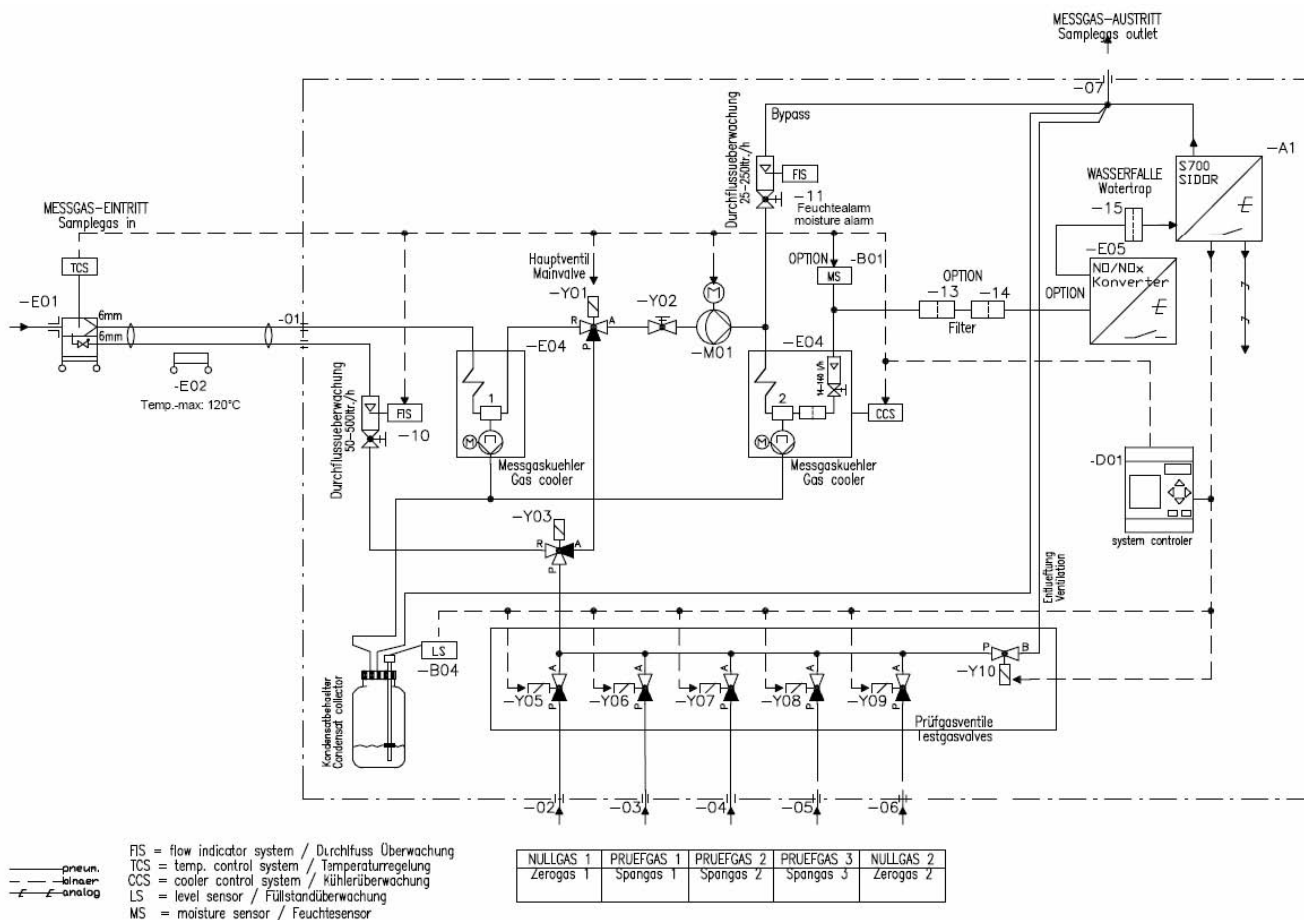 MESSGAS-AUSTRITT
Samplegas outlet
-07
Bypass
Durchflussueberwachung
25-250ltr./h
FIS
-11
Feuchtealarm
moisture alarm
WASSERFALLE
Watertrap
-15
S700
SIDOR
-A1
E
MESSGAS-EINTRITT
Samplegas in
TCS
-E01
6mm
6mm
-01
-E02
Temp.-max: 120°C
Hauptventil
Mainvalve
-Y01
R
A
P
-Y02
M
-M01
OPTION
-B01
MS
OPTION
-13
-14
Filter
OPTION
-E05
NO/NOx
Konverter
E
Durchflussueberwachung
50-500ltr./h
FIS
-10
-E04
1
M
Messgaskuehler
Gas cooler
-E04
2
M
CCS
Messgaskuehler
Gas cooler
-D01
system controler
-Y03
R
A
P
Entlueftung
Ventilation
LS
-B04
Kondensatbehaelter
Condensat collector
A
-Y05
P
A
-Y06
P
A
-Y07
P
A
-Y08
P
A
-Y09
P
P
B
-Y10
Prüfgasventile
Testgasvalves
-02
-03
-04
-05
-06
NULLGAS 1
Zerogas 1
PRUEFGAS 1
Spangas 1
PRUEFGAS 2
Spangas 2
PRUEFGAS 3
Spangas 3
NULLGAS 2
Zerogas 2
pneum.
binaer
E E analog
FIS = flow indicator system / Durchlfuss Überwachung
TCS = temp. control system / Temperaturregelung
CCS = cooler control system / Kühlerüberwachung
LS = level sensor / Füllstandüberwachung
MS = moisture sensor / Feuchtesensor